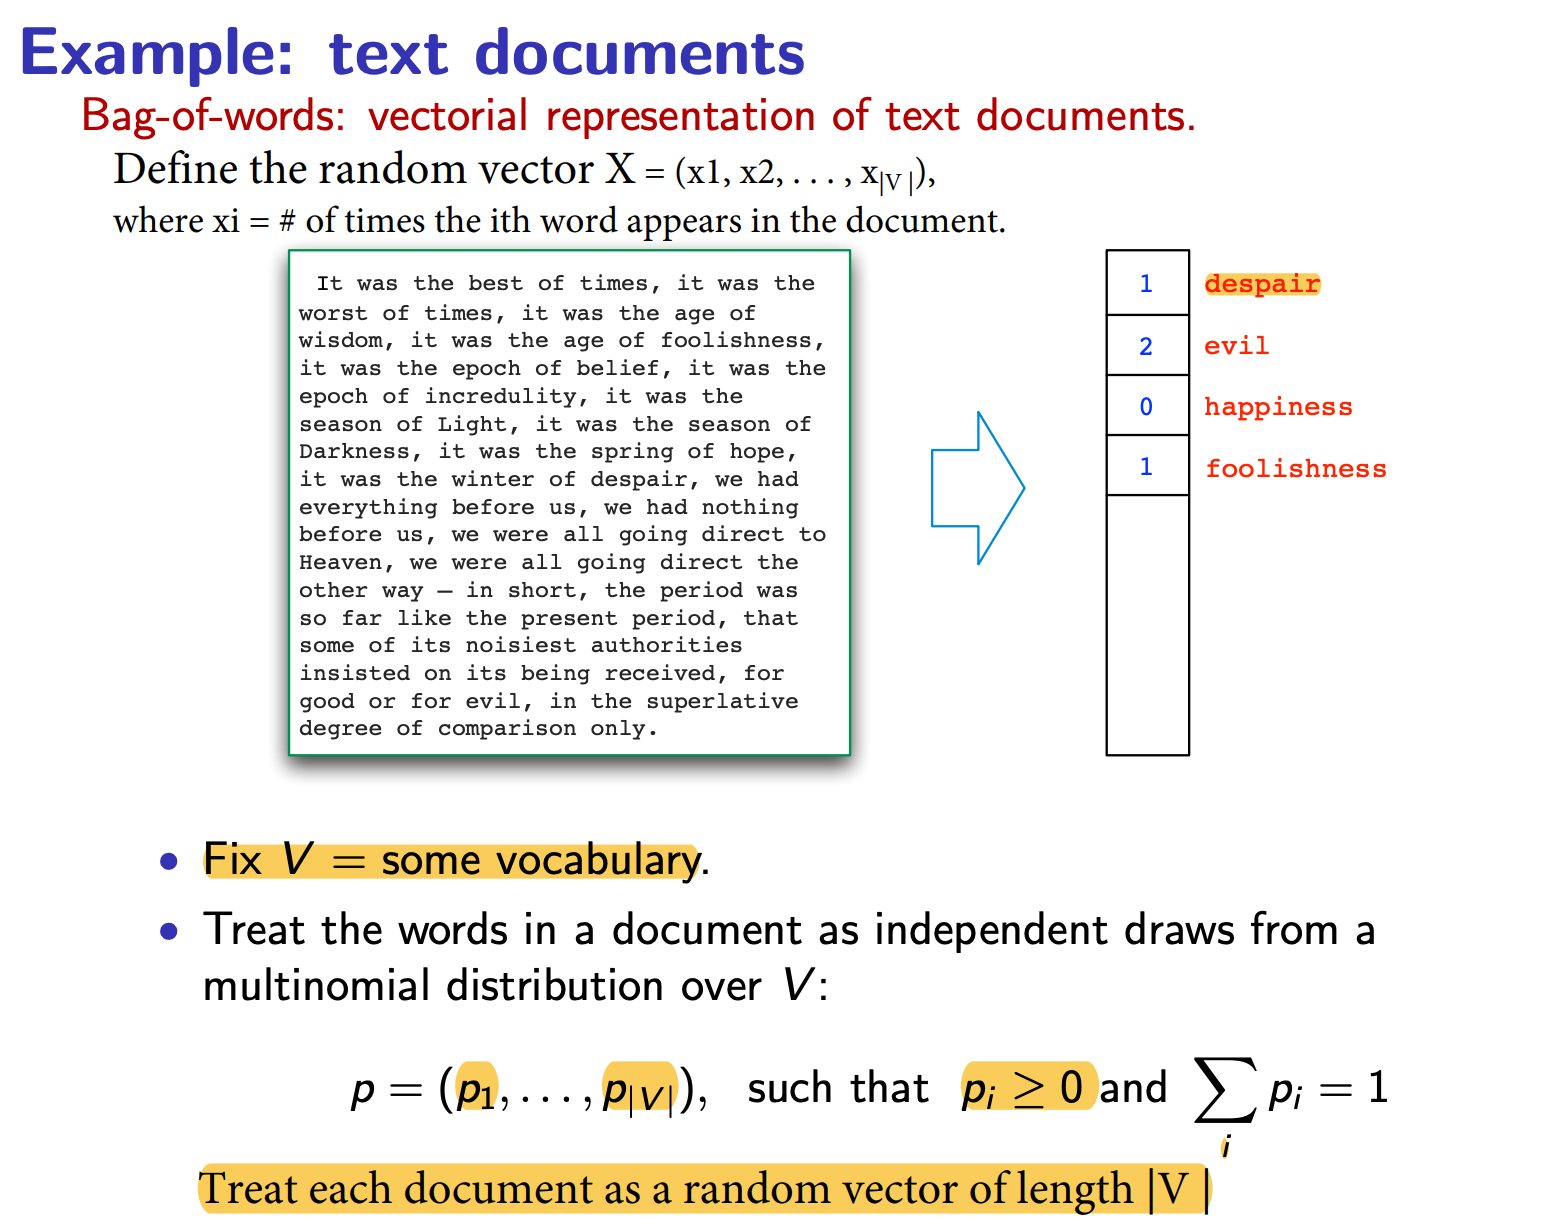 Example: text documents
Bag-of-words: vectorial representation of text documents.
Define the random vector X = (x1, x2, . . . , x|V |),
where xi = # of times the ith word appears in the document.
It was the best of times, it was the
worst of times, it was the age of
wisdom, it was the age of foolishness,
it was the epoch of belief, it was the
epoch of incredulity, it was the
season of Light, it was the season of
Darkness, it was the spring of hope,
it was the winter of despair, we had
everything before us, we had nothing
before us, we were all going direct to
Heaven, we were all going direct the
other way — in short, the period was
so far like the present period, that
some of its noisiest authorities
insisted on its being received, for
good or for evil, in the superlative
degree of comparison only.
1 despair
2 evil
0 happiness
1 foolishness
• Fix V = some vocabulary.
• Treat the words in a document as independent draws from a
multinomial distribution over V:
p = (p1, . . . , p|V|), such that pi ≥ 0 and ∑i pi = 1
Treat each document as a random vector of length |V |